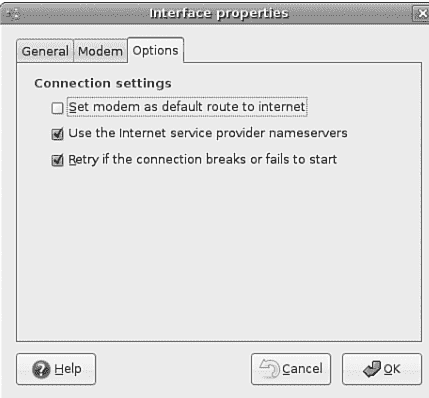 Interface properties
General Modem Options
Connection settings
Set modem as default route to internet
Use the Internet service provider nameservers
Retry if the connection breaks or fails to start
Help Cancel OK